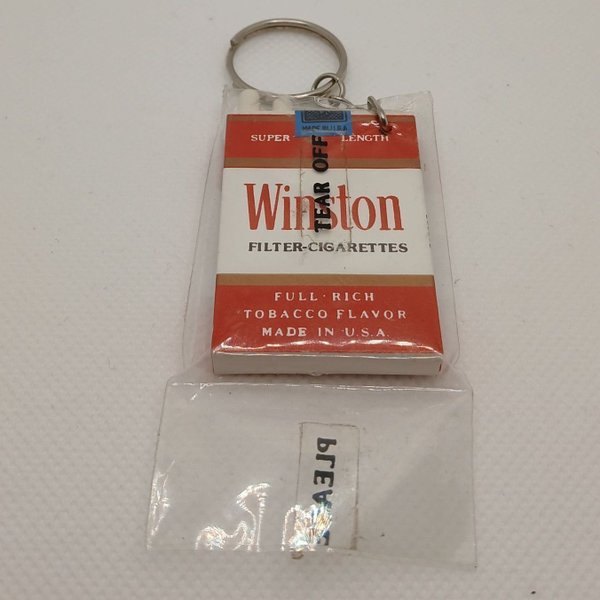 MADE IN U.S.A.
SUPER LENGTH
TEAR OFF
Winston
FILTER-CIGARETTES
FULL · RICH
TOBACCO FLAVOR
MADE IN U.S.A.